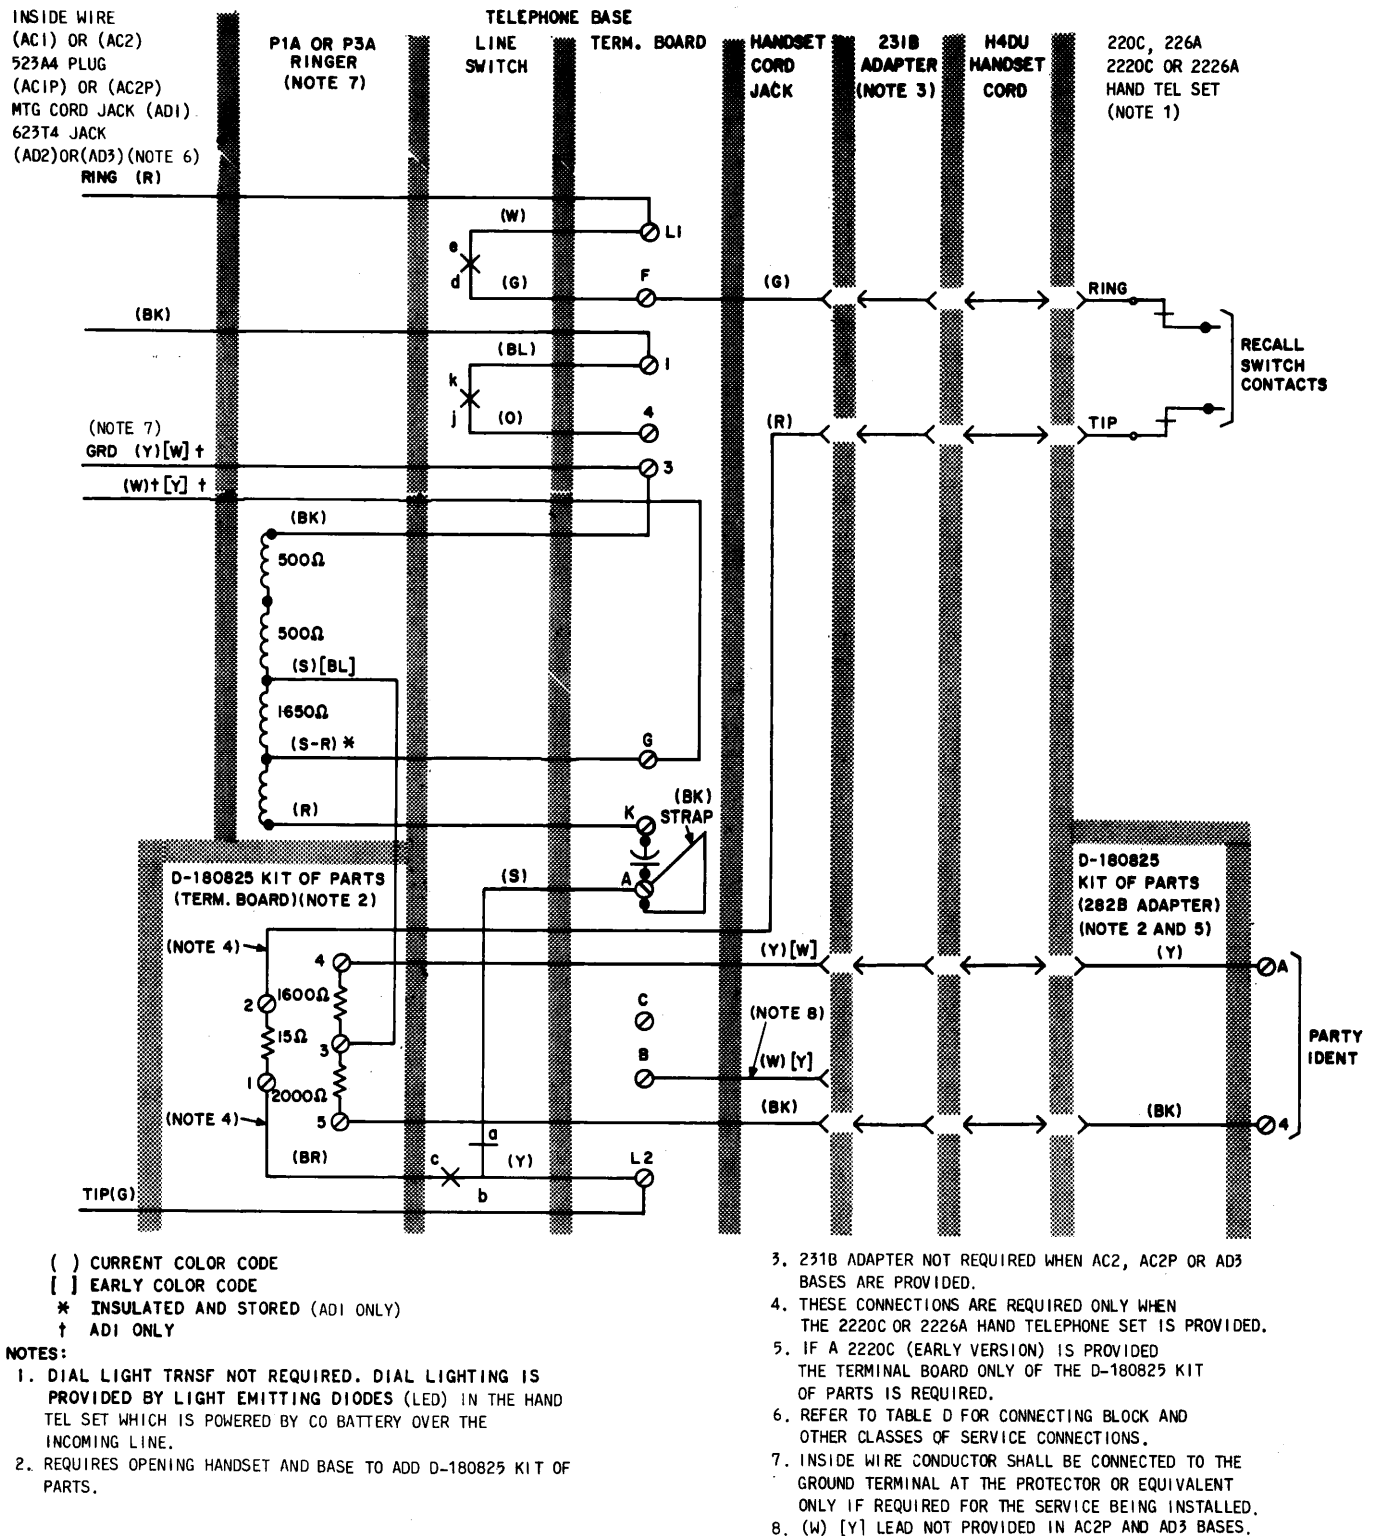 INSIDE WIRE
(AC1) OR (AC2)
523A4 PLUG
(AC1P) OR (AC2P)
MTG CORD JACK (AD1)
623T4 JACK
(AD2)OR(AD3)(NOTE 6)
TELEPHONE BASE
P1A OR P3A
RINGER
(NOTE 7)
LINE
SWITCH
TERM. BOARD
HANDSET
CORD
JACK
231B
ADAPTER
(NOTE 3)
H4DU
HANDSET
CORD
220C, 226A
2220C OR 2226A
HAND TEL SET
(NOTE 1)
RING (R)
(W)
L1
e
d
(G)
F
(G)
RING
(BK)
(BL)
1
k
j
(O)
4
RECALL
SWITCH
CONTACTS
(R)
TIP
(NOTE 7)
GRD (Y)[W] †
3
(W)† [Y] †
(BK)
500Ω
500Ω
(S)[BL]
1650Ω
(S-R) *
G
(R)
K
(BK)
STRAP
D-180825 KIT OF PARTS
(TERM. BOARD)(NOTE 2)
(S)
A
D-180825
KIT OF PARTS
(282B ADAPTER)
(NOTE 2 AND 5)
(Y)
(NOTE 4)
4
(Y)[W]
A
2
1600Ω
C
(NOTE 8)
15Ω
3
B
PARTY
IDENT
1
2000Ω
(W)[Y]
(NOTE 4)
5
(BK)
(BK)
4
a
(BR)
c
(Y)
L2
b
TIP(G)
( ) CURRENT COLOR CODE
[ ] EARLY COLOR CODE
* INSULATED AND STORED (AD1 ONLY)
† AD1 ONLY
NOTES:
1. DIAL LIGHT TRNSF NOT REQUIRED. DIAL LIGHTING IS
PROVIDED BY LIGHT EMITTING DIODES (LED) IN THE HAND
TEL SET WHICH IS POWERED BY CO BATTERY OVER THE
INCOMING LINE.
2. REQUIRES OPENING HANDSET AND BASE TO ADD D-180825 KIT OF
PARTS.
3. 231B ADAPTER NOT REQUIRED WHEN AC2, AC2P OR AD3
BASES ARE PROVIDED.
4. THESE CONNECTIONS ARE REQUIRED ONLY WHEN
THE 2220C OR 2226A HAND TELEPHONE SET IS PROVIDED.
5. IF A 2220C (EARLY VERSION) IS PROVIDED
THE TERMINAL BOARD ONLY OF THE D-180825 KIT
OF PARTS IS REQUIRED.
6. REFER TO TABLE D FOR CONNECTING BLOCK AND
OTHER CLASSES OF SERVICE CONNECTIONS.
7. INSIDE WIRE CONDUCTOR SHALL BE CONNECTED TO THE
GROUND TERMINAL AT THE PROTECTOR OR EQUIVALENT
ONLY IF REQUIRED FOR THE SERVICE BEING INSTALLED.
8. (W) [Y] LEAD NOT PROVIDED IN AC2P AND AD3 BASES.